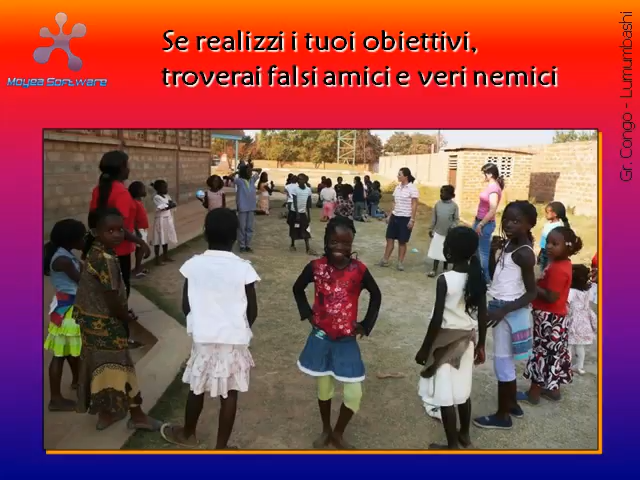 Se realizzi i tuoi obiettivi,
troverai falsi amici e veri nemici
Moyea Software
Gr. Congo - Lumumbashi